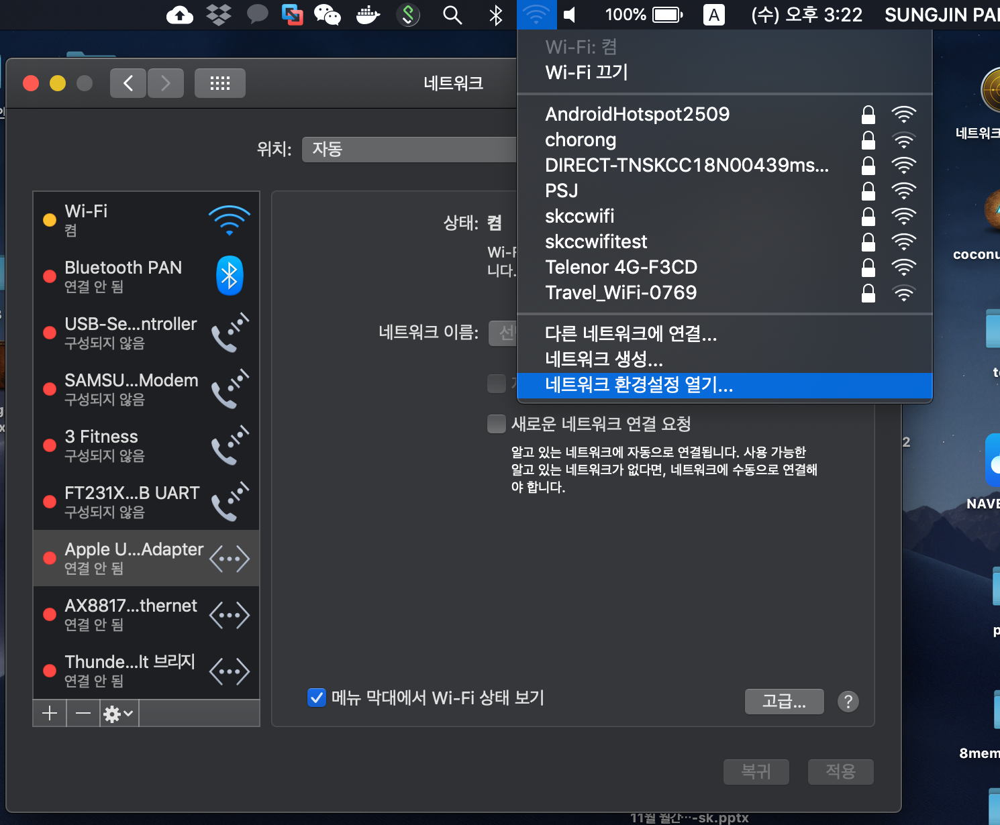 100%
A
(수) 오후 3:22
SUNGJIN PA
Wi-Fi: 켬
Wi-Fi 끄기
AndroidHotspot2509
chorong
DIRECT-TNSKCC18N00439ms...
PSJ
skccwifi
skccwifitest
Telenor 4G-F3CD
Travel_WiFi-0769
다른 네트워크에 연결...
네트워크 생성...
네트워크 환경설정 열기...
네트워크
위치: 자동
Wi-Fi
켬
Bluetooth PAN
연결 안 됨
USB-Se...ntroller
구성되지 않음
SAMSU...Modem
구성되지 않음
3 Fitness
구성되지 않음
FT231X...B UART
구성되지 않음
Apple U...Adapter
연결 안 됨
AX8817...thernet
연결 안 됨
Thunde...lt 브리지
연결 안 됨
상태: 켬
Wi-F
니다.
네트워크 이름:
새로운 네트워크 연결 요청
알고 있는 네트워크에 자동으로 연결됩니다. 사용 가능한
알고 있는 네트워크가 없다면, 네트워크에 수동으로 연결해
야 합니다.
메뉴 막대에서 Wi-Fi 상태 보기
고급...
?
복귀
적용
네트워크
coconu
NAVE
8mem
11월 월간...-sk.pptx